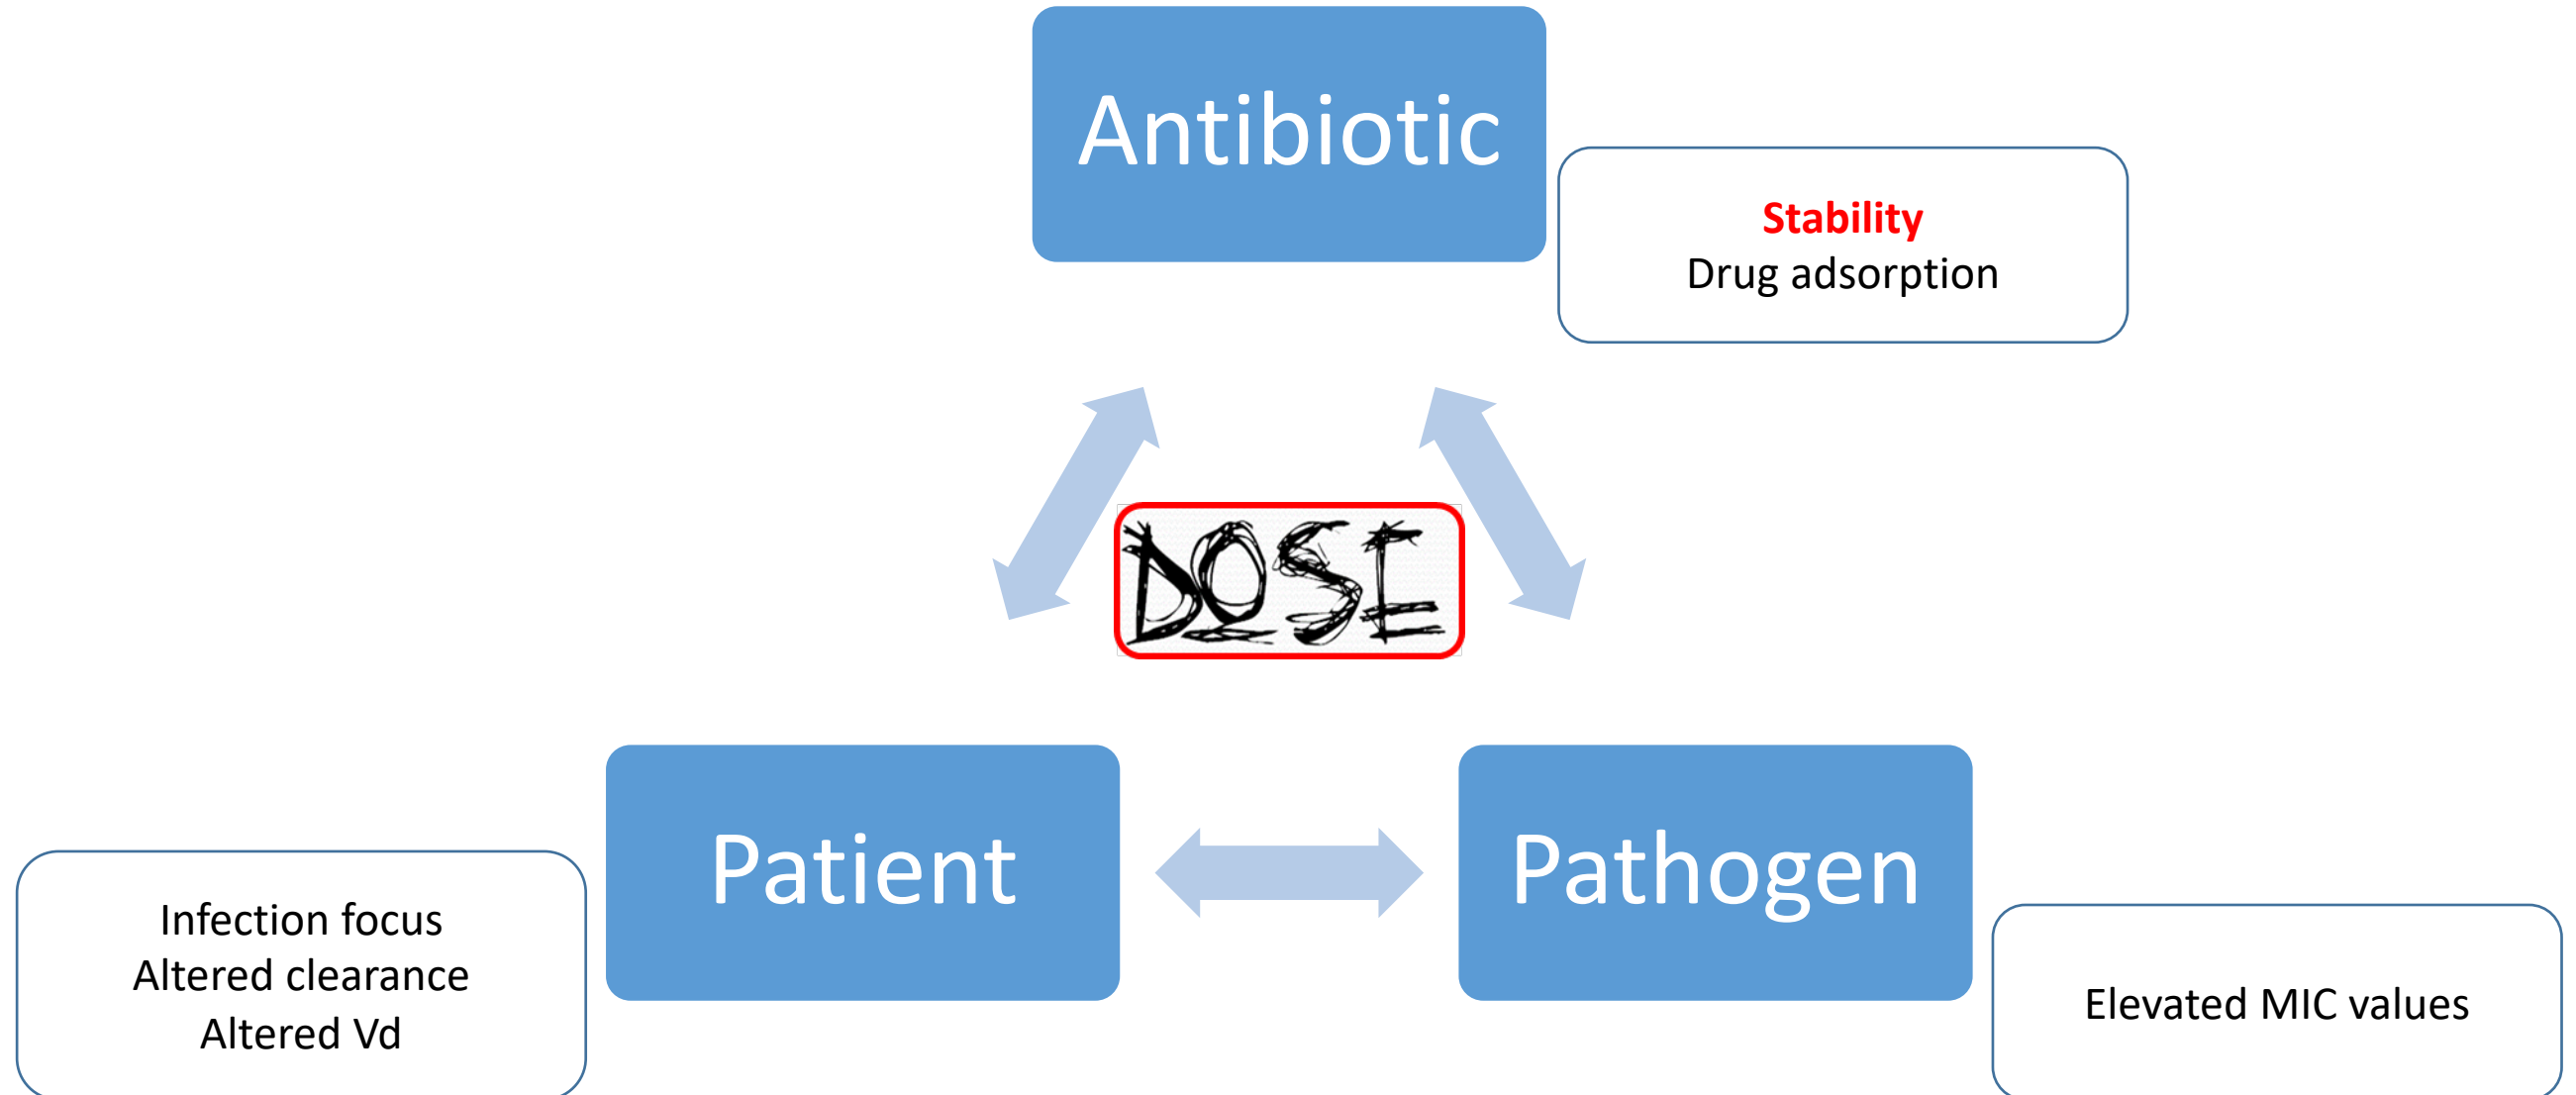 Antibiotic
Stability
Drug adsorption
DOSE
Patient
Pathogen
Infection focus
Altered clearance
Altered Vd
Elevated MIC values